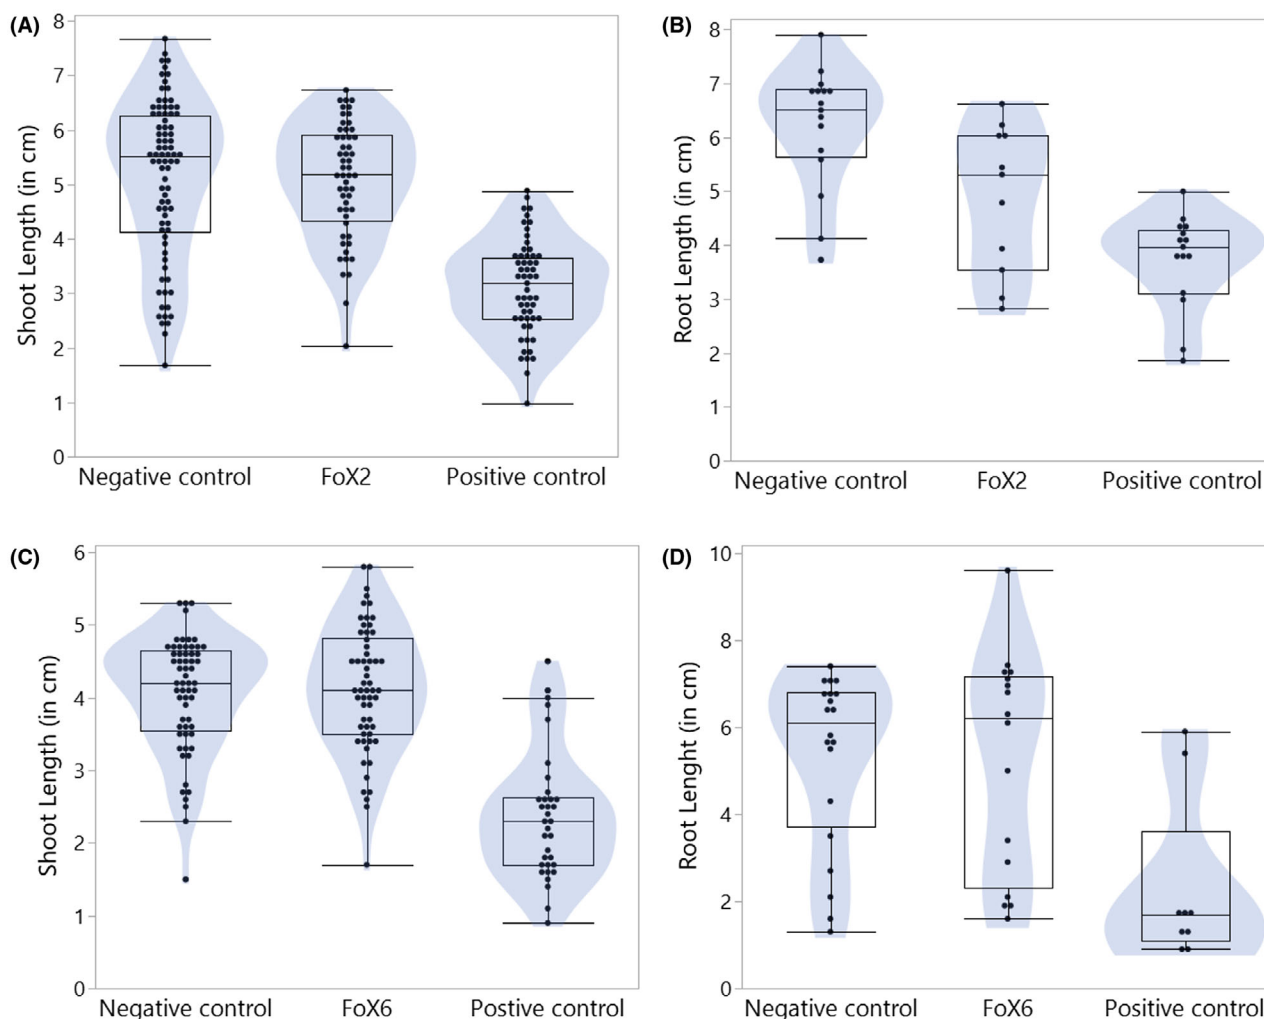 (A)
Shoot Length (in cm)
8
7
6
5
4
3
2
1
0
Negative control FoX2 Positive control
(B)
Root Length (in cm)
8
7
6
5
4
3
2
1
0
Negative control FoX2 Positive control
(C)
Shoot Length (in cm)
6
5
4
3
2
1
0
Negative control FoX6 Postive control
(D)
Root Lenght (in cm)
10
8
6
4
2
0
Negative control FoX6 Positive control